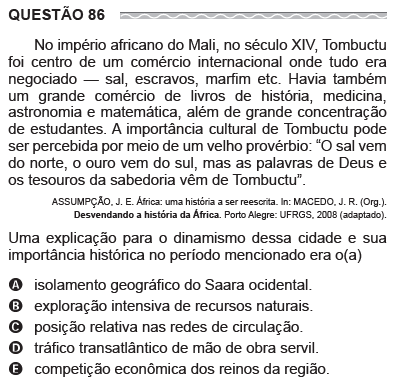 QUESTÃO 86
No império africano do Mali, no século XIV, Tombuctu
foi centro de um comércio internacional onde tudo era
negociado — sal, escravos, marfim etc. Havia também
um grande comércio de livros de história, medicina,
astronomia e matemática, além de grande concentração
de estudantes. A importância cultural de Tombuctu pode
ser percebida por meio de um velho provérbio: “O sal vem
do norte, o ouro vem do sul, mas as palavras de Deus e
os tesouros da sabedoria vêm de Tombuctu”.
ASSUMPÇÃO, J. E. África: uma história a ser reescrita. In: MACEDO, J. R. (Org.).
Desvendando a história da África. Porto Alegre: UFRGS, 2008 (adaptado).
Uma explicação para o dinamismo dessa cidade e sua
importância histórica no período mencionado era o(a)
A isolamento geográfico do Saara ocidental.
B exploração intensiva de recursos naturais.
C posição relativa nas redes de circulação.
D tráfico transatlântico de mão de obra servil.
E competição econômica dos reinos da região.